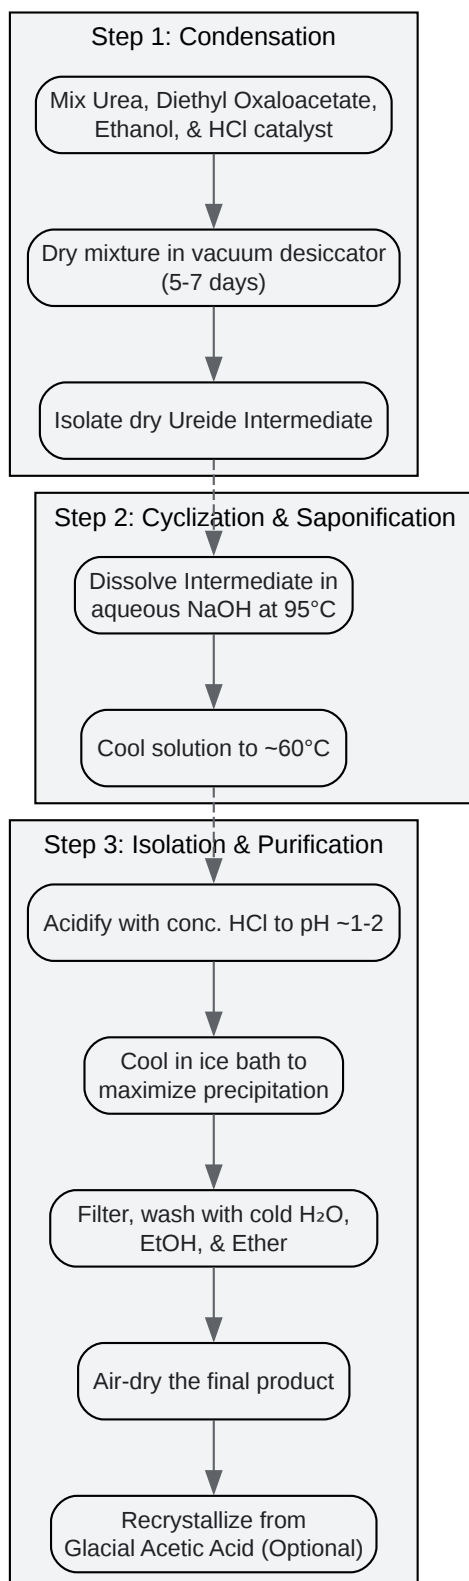 Step 1: Condensation
Mix Urea, Diethyl Oxaloacetate,
Ethanol, & HCl catalyst
Dry mixture in vacuum desiccator
(5-7 days)
Isolate dry Ureide Intermediate
Step 2: Cyclization & Saponification
Dissolve Intermediate in
aqueous NaOH at 95°C
Cool solution to ~60°C
Step 3: Isolation & Purification
Acidify with conc. HCl to pH ~1-2
Cool in ice bath to
maximize precipitation
Filter, wash with cold H₂O,
EtOH, & Ether
Air-dry the final product
Recrystallize from
Glacial Acetic Acid (Optional)